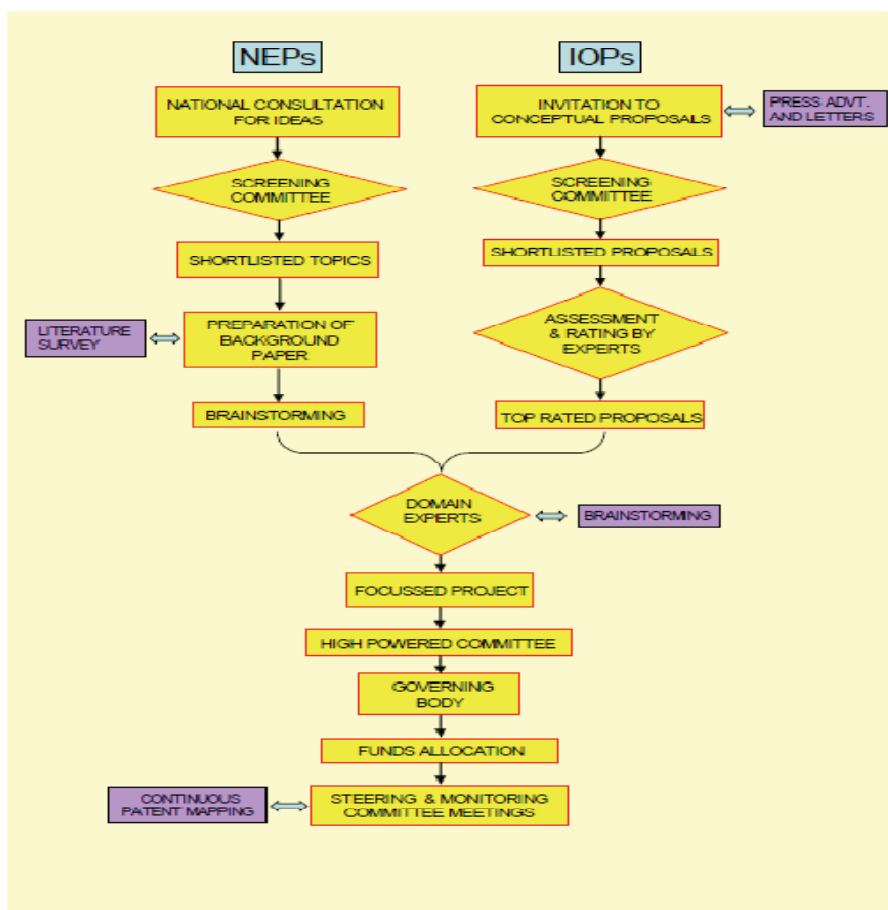 NEPs
NATIONAL CONSULTATION
FOR IDEAS
SCREENING
COMMITTEE
SHORTLISTED TOPICS
LITERATURE
SURVEY
PREPARATION OF
BACKGROUND
PAPER
BRAINSTORMING
IOPs
INVITATION TO
CONCEPTUAL PROPOSALS
PRESS ADVT.
AND LETTERS
SCREENING
COMMITTEE
SHORTLISTED PROPOSALS
ASSESSMENT
& RATING BY
EXPERTS
TOP RATED PROPOSALS
DOMAIN
EXPERTS
BRAINSTORMING
FOCUSSED PROJECT
HIGH POWERED COMMITTEE
GOVERNING
BODY
FUNDS ALLOCATION
CONTINUOUS
PATENT MAPPING
STEERING & MONITORING
COMMITTEE MEETINGS